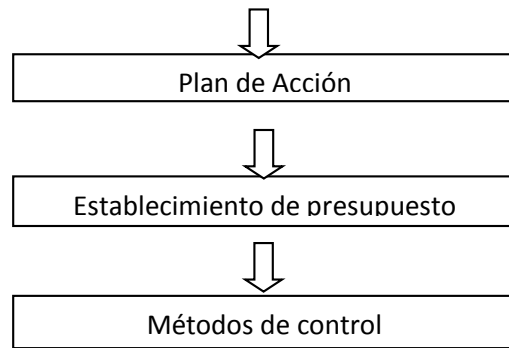 Plan de Acción
Establecimiento de presupuesto
Métodos de control